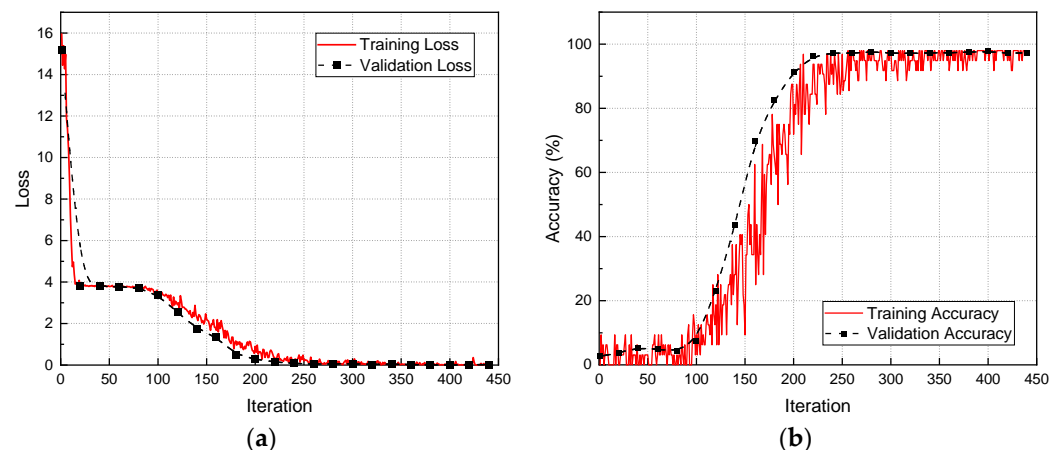 16
14
12
10
8
6
4
2
0
Loss
Training Loss
Validation Loss
0 50 100 150 200 250 300 350 400 450
Iteration
(a)
100
80
60
40
20
0
Accuracy (%)
Training Accuracy
Validation Accuracy
0 50 100 150 200 250 300 350 400 450
Iteration
(b)